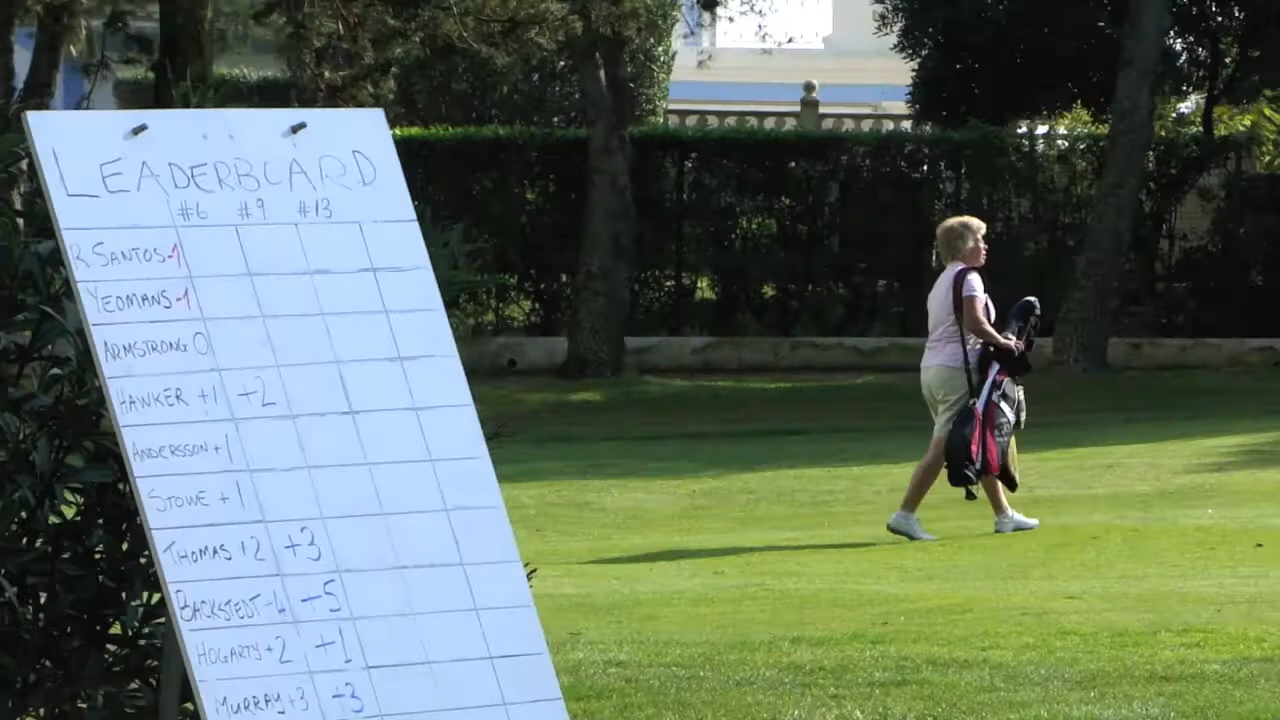 LEADERBOARD
#6 #9 #13
R SANTOS -1
YEOMANS -1
ARMSTRONG 0
HAWKER +1 +2
ANDERSSON +1
STOWE +1
THOMAS +2 +3
BACKSTEDT +5
HOGARTY +2 +1
MURRAY +3 +3